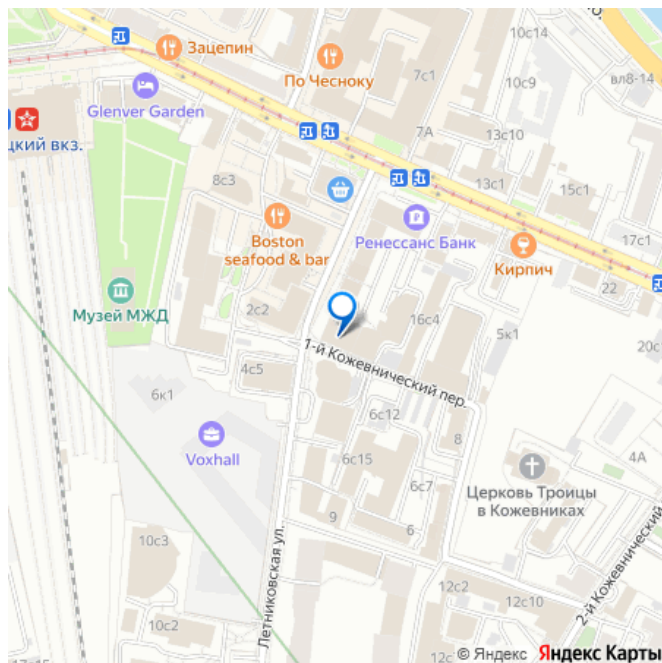 Зацепин
По Чесноку
10с14
вл8-14
10с9
7с1
Glenver Garden
7А
13с10
цкий вкз.
8с3
13с1
15с1
Boston
seafood & bar
Ренессанс Банк
Кирпич
17с1
22
Музей МЖД
2с2
16с4
5к1
20с
1-й Кожевнический пер.
4с5
6к1
6с12
8
Voxhall
6с15
4А
6с7
Церковь Троицы
в Кожевниках
9
6
Летниковская ул.
2-й Кожевнический
10с3
12с2
12с10
10с2
12с
17с15
© Яндекс Яндекс Карты